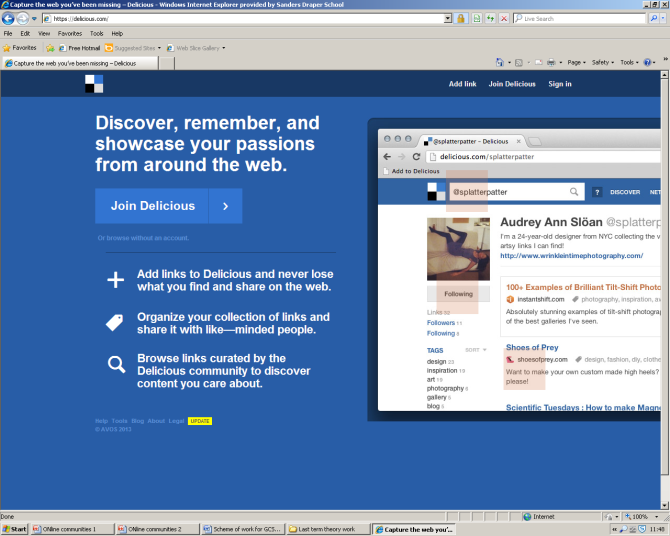 Capture the web you've been missing – Delicious - Windows Internet Explorer provided by Sanders Draper School
https://delicious.com/
Live Search
File Edit View Favorites Tools Help
Favorites Free Hotmail Suggested Sites Web Slice Gallery
Capture the web you've been missing – Delicious
Page Safety Tools
Add link Join Delicious Sign in
Discover, remember, and
showcase your passions
from around the web.
Join Delicious
Or browse without an account.
Add links to Delicious and never lose
what you find and share on the web.
Organize your collection of links and
share it with like—minded people.
Browse links curated by the
Delicious community to discover
content you care about.
Help Tools Blog About Legal UPDATE
© AVOS 2013
@splatterpatter – Delicious
delicious.com/splatterpatter
Add to Delicious
@splatterpatter
? DISCOVER NET
Audrey Ann Slöan @splatterp
I'm a 24-year-old designer from NYC collecting the v
artsy links I can find!
http://www.wrinkleintimephotography.com/
Following
Links 50
Followers 11
Following 8
TAGS SORT
design 23
inspiration 19
art 18
photography 8
gallery 5
blog 5
100+ Examples of Brilliant Tilt-Shift Photo
instantshift.com photography, inspiration, a
Absolutely stunning examples of tilt-shift photograp
of the best galleries I've seen.
Shoes of Prey
shoesofprey.com design, fashion, diy, clothe
Want to make your own custom made high heels?
please!
Scientific Tuesdays : How to make Magne
Done
Internet
100%
Start ONline communities 1 ONline communities 2 Scheme of work for GCS... Last term theory work Capture the web you'...
11:48